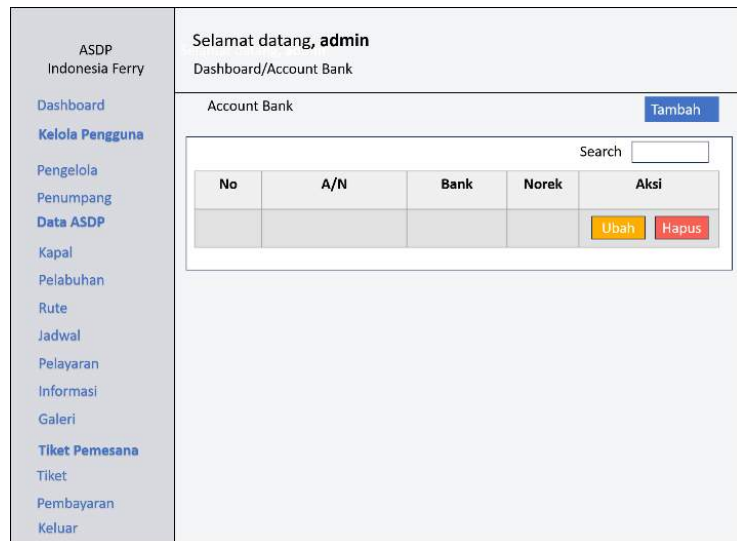 ASDP
Indonesia Ferry
Dashboard
Kelola Pengguna
Pengelola
Penumpang
Data ASDP
Kapal
Pelabuhan
Rute
Jadwal
Pelayaran
Informasi
Galeri
Tiket Pemesana
Tiket
Pembayaran
Keluar
Selamat datang, admin
Dashboard/Account Bank
Account Bank
Tambah
Search
No A/N Bank Norek Aksi
Ubah Hapus